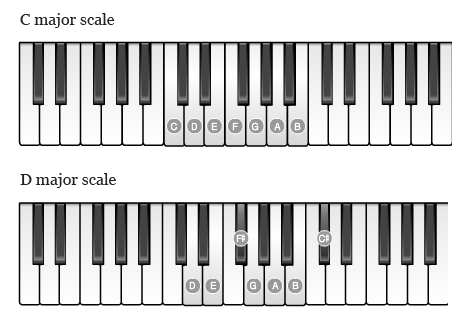 C major scale
C D E F G A B
D major scale
F# C#
D E G A B